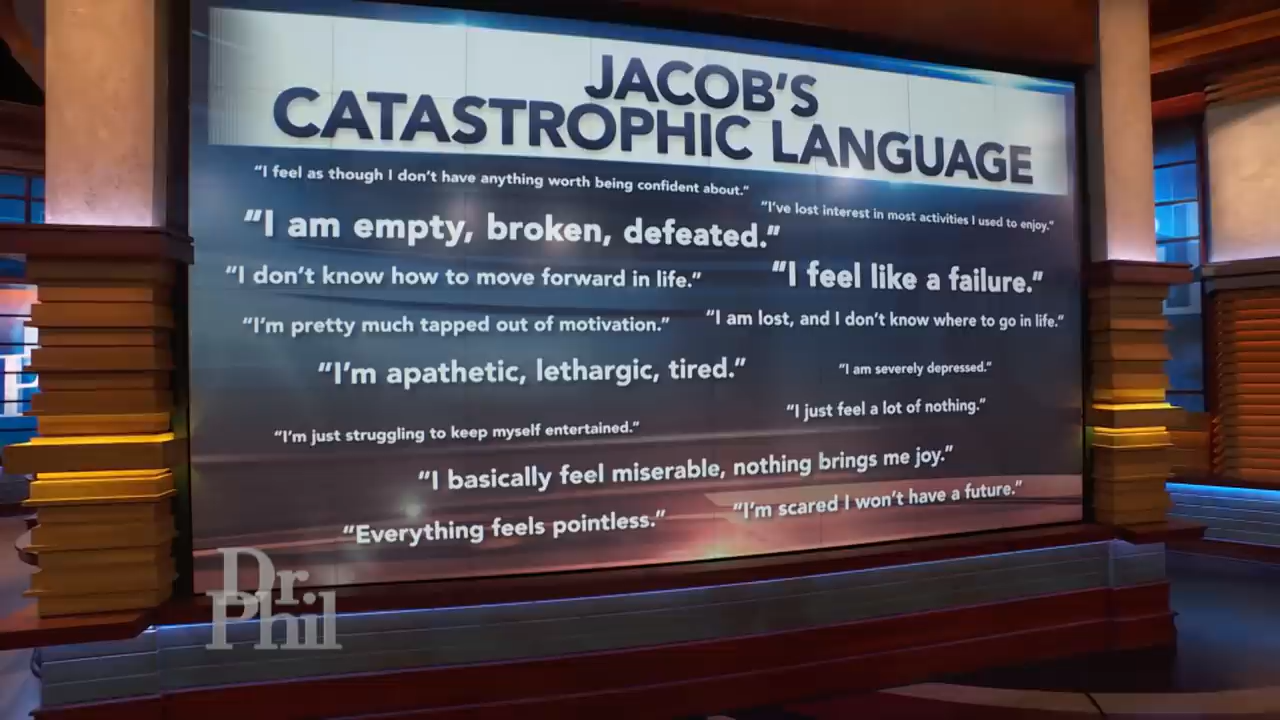 JACOB'S
CATASTROPHIC LANGUAGE
"I feel as though I don't have anything worth being confident about."
"I've lost interest in most activities I used to enjoy."
"I am empty, broken, defeated."
"I don't know how to move forward in life."
"I feel like a failure."
"I'm pretty much tapped out of motivation."
"I am lost, and I don't know where to go in life."
"I'm apathetic, lethargic, tired."
"I am severely depressed."
"I just feel a lot of nothing."
"I'm just struggling to keep myself entertained."
"I basically feel miserable, nothing brings me joy."
"I'm scared I won't have a future."
"Everything feels pointless."
Dr.
Phil